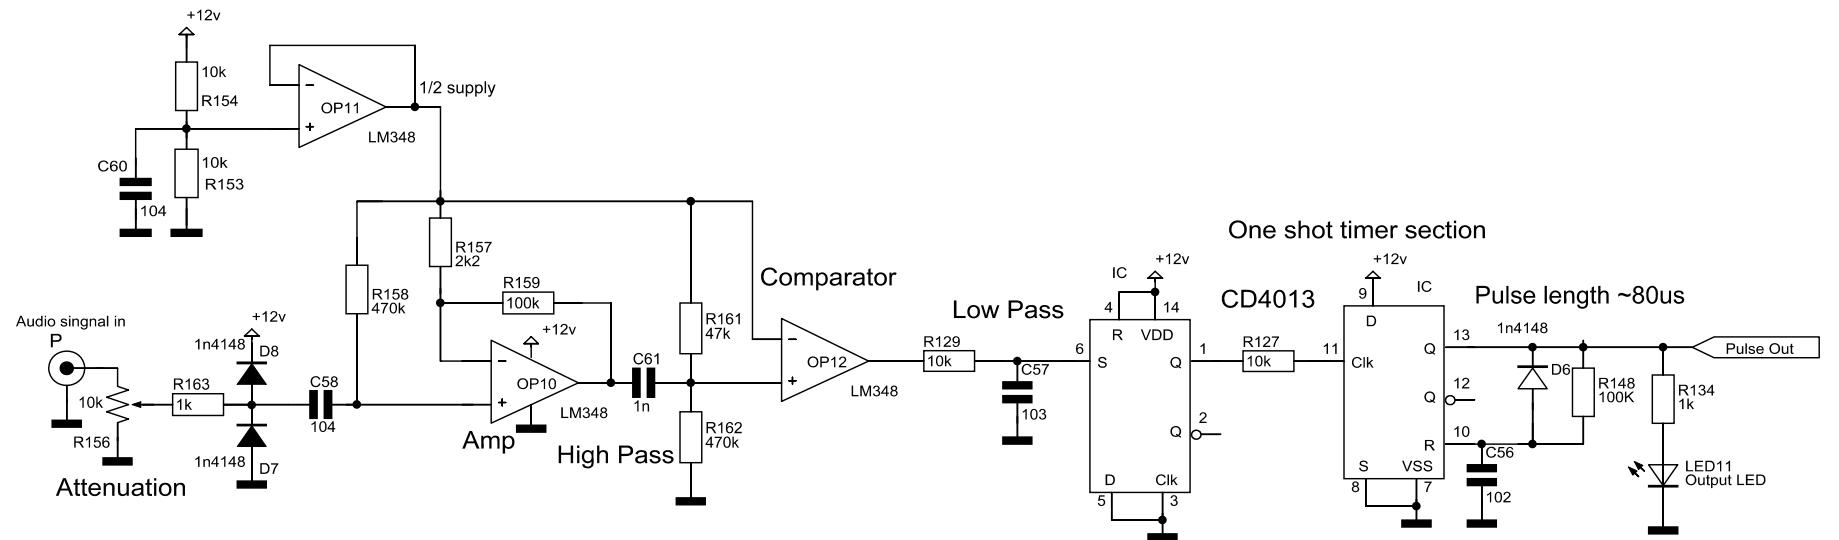 +12v
10k
R154
1/2 supply
OP11
LM348
C60
10k
R153
104
One shot timer section
R157
2k2
Comparator
IC
+12v
+12v
IC
R159
100k
R158
470k
CD4013
Pulse length ~80us
Low Pass
4
14
R
VDD
9
D
Audio singnal in
P
+12v
1n4148
D8
+12v
R161
47k
R129
10k
6
S
Q
1
R127
10k
11
Clk
Q
13
1n4148
Pulse Out
OP12
LM348
C57
103
D6
R148
100K
R134
1k
R163
1k
C58
104
OP10
LM348
C61
1n
10k
R156
12
Q
2
Q
10
R
Amp
High Pass
R162
470k
1n4148
D7
Attenuation
C56
102
LED11
Output LED
D
Clk
5
3
S
VSS
8
7
-
+
-
+
-
+